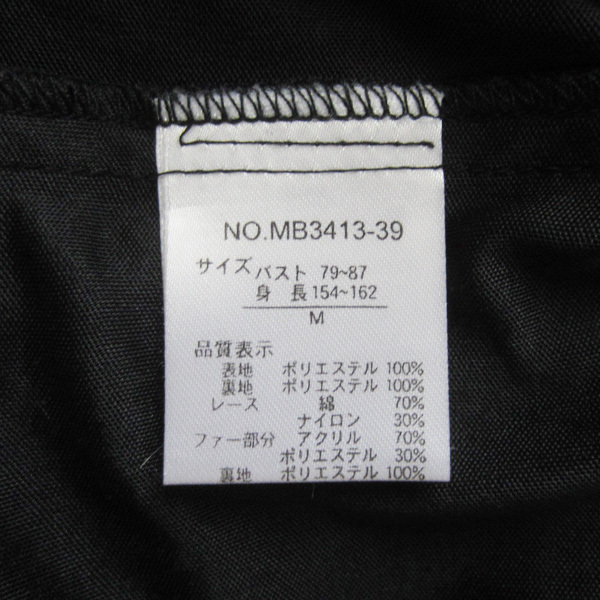 NO.MB3413-39
サイズ バスト 79~87
身 長 154~162
M
品質表示
表地 ポリエステル 100%
裏地 ポリエステル 100%
レース 綿 70%
ナイロン 30%
ファー部分 アクリル 70%
ポリエステル 30%
裏地 ポリエステル 100%